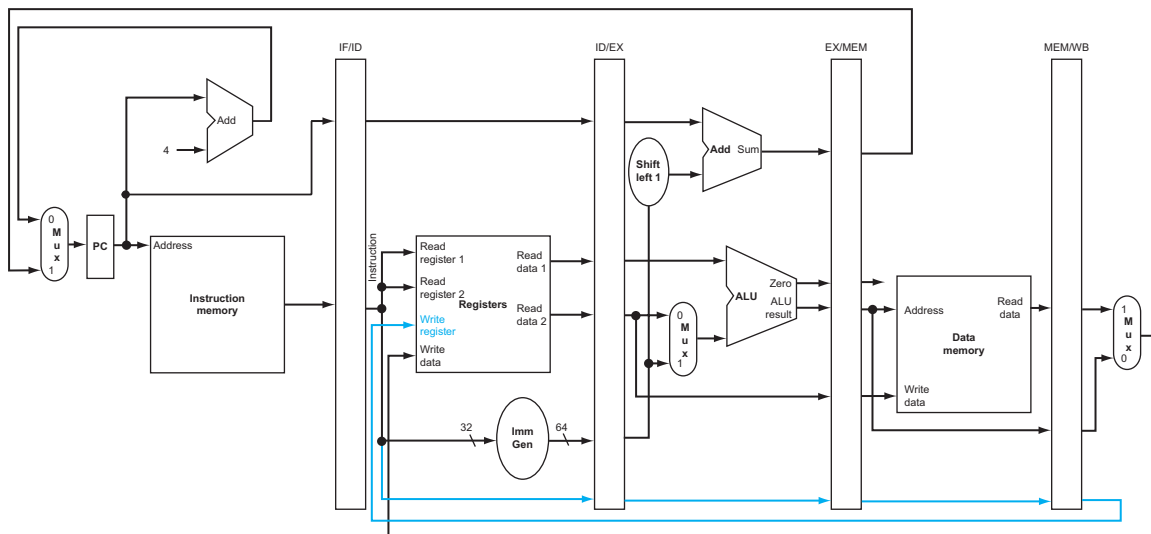 IF/ID
ID/EX
EX/MEM
MEM/WB
Add
4
Add Sum
Shift
left 1
0
M
u
x
1
PC
Address
Instruction
memory
Instruction
Read
register 1
Read
data 1
Read
register 2
Registers
Write
register
Read
data 2
Write
data
0
M
u
x
1
Zero
ALU
ALU
result
Address
Read
data
Data
memory
Write
data
1
M
u
x
0
32
Imm
Gen
64